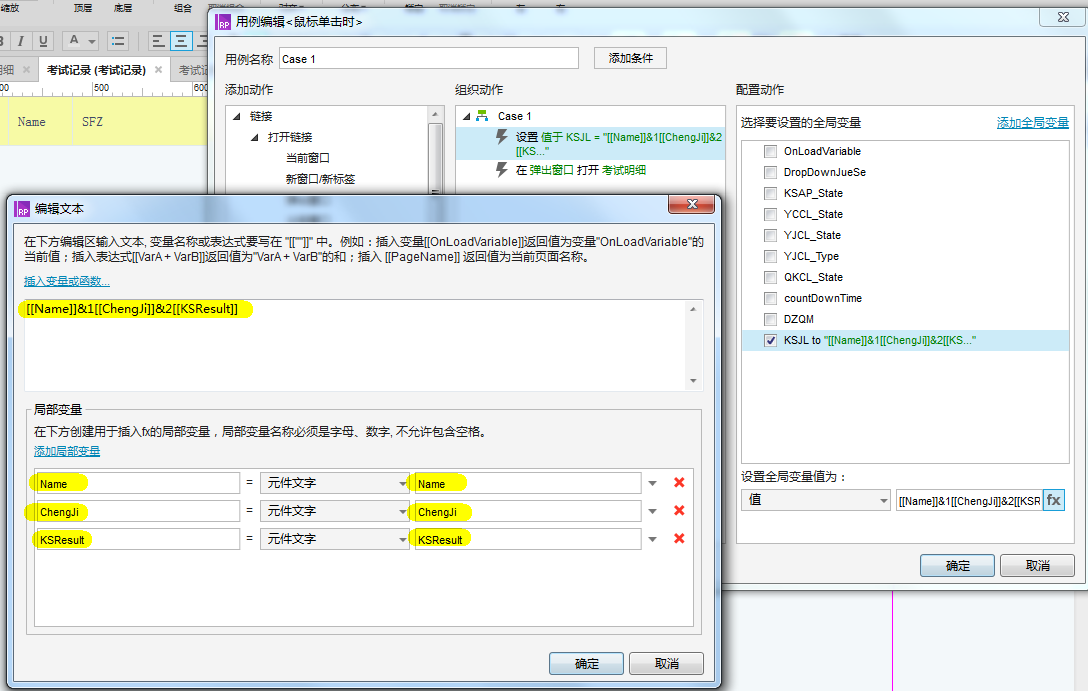 缩放
顶层
底层
组合
I
U
A
明细
考试记录 (考试记录)
考试记
500
600
Name
SFZ
用例编辑<鼠标单击时>
用例名称
Case 1
添加条件
添加动作
组织动作
配置动作
链接
打开链接
当前窗口
新窗口/新标签
Case 1
设置 值于 KSJL = "[[Name]]&1[[ChengJi]]&2
[[KS..."
在 弹出窗口 打开 考试明细
选择要设置的全局变量
添加全局变量
OnLoadVariable
DropDownJueSe
KSAP_State
YCCL_State
YJCL_State
YJCL_Type
QKCL_State
countDownTime
DZQM
KSJL to "[[Name]]&1[[ChengJi]]&2[[KS..."
设置全局变量值为：
值
[[Name]]&1[[ChengJi]]&2[[KSR
fx
确定
取消
RP
编辑文本
在下方编辑区输入文本, 变量名称或表达式要写在 "[[""]]" 中。例如：插入变量[[OnLoadVariable]]返回值为变量"OnLoadVariable"的
当前值；插入表达式[[VarA + VarB]]返回值为"VarA + VarB"的和；插入 [[PageName]] 返回值为当前页面名称。
插入变量或函数...
[[Name]]&1[[ChengJi]]&2[[KSResult]]
局部变量
在下方创建用于插入fx的局部变量，局部变量名称必须是字母、数字, 不允许包含空格。
添加局部变量
Name = 元件文字 Name
ChengJi = 元件文字 ChengJi
KSResult = 元件文字 KSResult
确定
取消